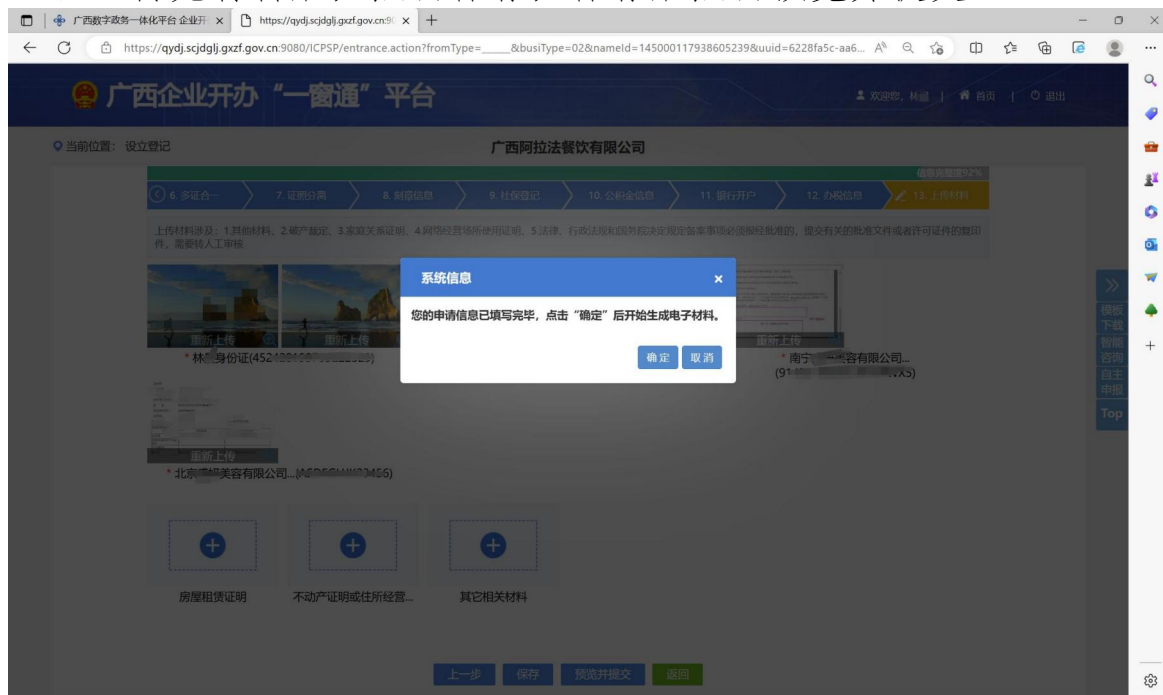 广西数字政务一体化平台 企业开
https://qydj.scjdglj.gxzf.gov.cn:90
https://qydj.scjdglj.gxzf.gov.cn:9080/ICPSP/entrance.action?fromType=_____&busiType=02&nameId=145000117938605239&uuid=6228fa5c-aa6...
广西企业开办“一窗通”平台
欢迎您, 林 | 首页 | 退出
当前位置: 设立登记
广西阿拉法餐饮有限公司
信息完整度92%
6. 多证合一
7. 证照分离
8. 刻章信息
9. 社保登记
10. 公积金信息
11. 银行开户
12. 办税信息
13. 上传材料
上传材料涉及: 1.其他材料、2.破产裁定、3.家庭关系证明、4.网络经营场所使用证明、5.法律、行政法规和国务院决定规定备案事项必须报经批准的, 提交有关的批准文件或者许可证件的复印
件, 需要转人工审核
系统信息 ×
您的申请信息已填写完毕, 点击“确定”后开始生成电子材料。
确定 取消
重新上传
重新上传
重新上传
* 林 身份证(452
* 南宁 容有限公司...
(91 X5)
重新上传
* 北京 美容有限公司...
房屋租赁证明
不动产证明或住所经营...
其它相关材料
上一步 保存 预览并提交 返回
模板
下载
智能
咨询
自主
申报
Top